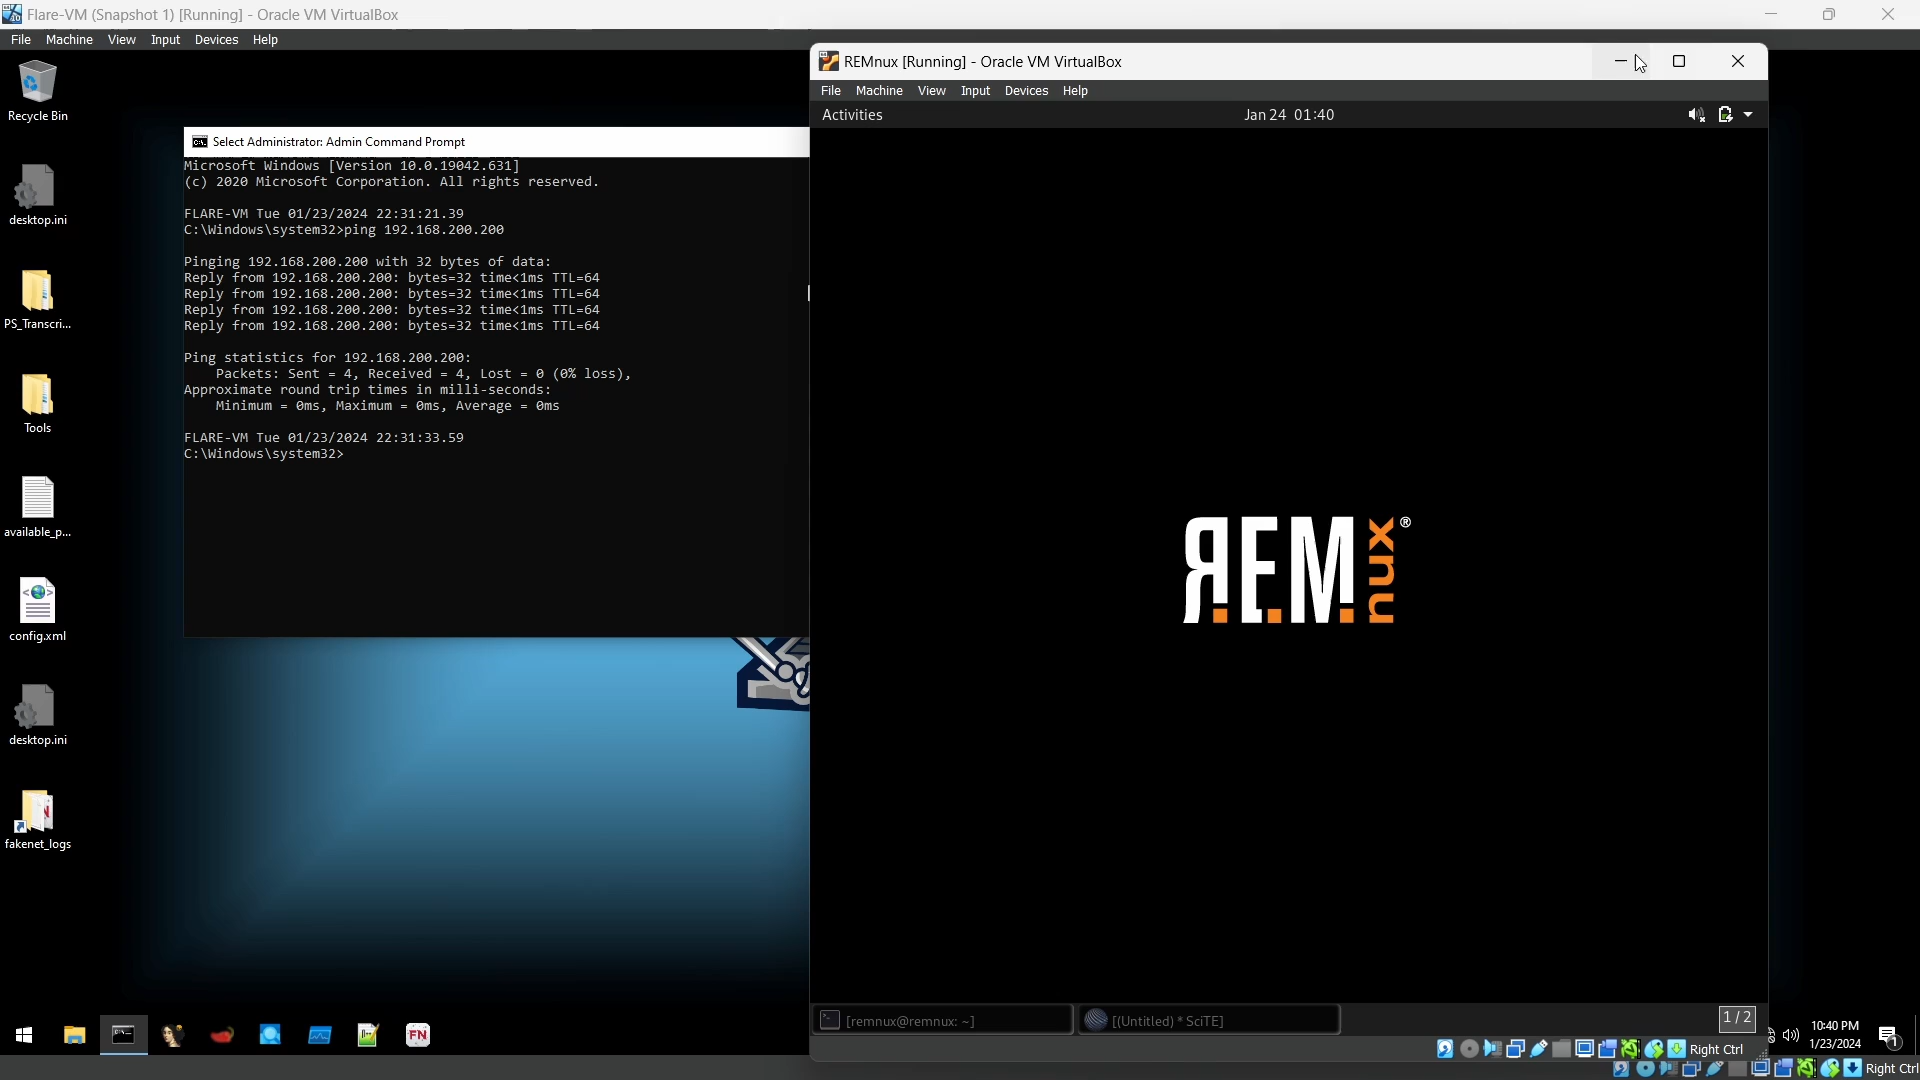 Flare-VM (Snapshot 1) [Running] - Oracle VM VirtualBox
File Machine View Input Devices Help
Recycle Bin
desktop.ini
PS_Transcri...
Tools
available_p...
config.xml
desktop.ini
fakenet_logs
Select Administrator: Admin Command Prompt
Microsoft Windows [Version 10.0.19042.631]
(c) 2020 Microsoft Corporation. All rights reserved.
FLARE-VM Tue 01/23/2024 22:31:21.39
C:\Windows\system32>ping 192.168.200.200
Pinging 192.168.200.200 with 32 bytes of data:
Reply from 192.168.200.200: bytes=32 time<1ms TTL=64
Reply from 192.168.200.200: bytes=32 time<1ms TTL=64
Reply from 192.168.200.200: bytes=32 time<1ms TTL=64
Reply from 192.168.200.200: bytes=32 time<1ms TTL=64
Ping statistics for 192.168.200.200:
Packets: Sent = 4, Received = 4, Lost = 0 (0% loss),
Approximate round trip times in milli-seconds:
Minimum = 0ms, Maximum = 0ms, Average = 0ms
FLARE-VM Tue 01/23/2024 22:31:33.59
C:\Windows\system32>
REMnux [Running] - Oracle VM VirtualBox
File Machine View Input Devices Help
Activities
Jan 24 01:40
REMnux®
[remnux@remnux: ~]
[(Untitled) * SciTE]
1 / 2
Right Ctrl
FN
10:40 PM
1/23/2024
1
Right Ctrl